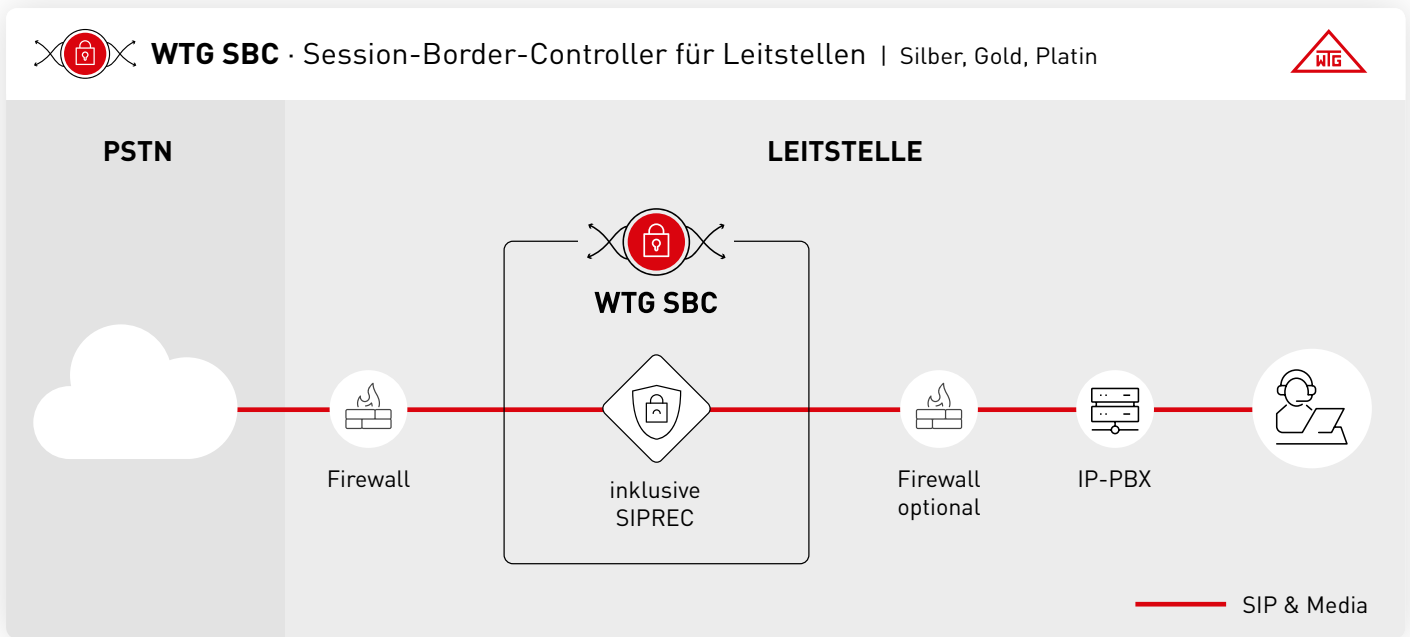 WTG SBC · Session-Border-Controller für Leitstellen | Silber, Gold, Platin
WTG
PSTN
LEITSTELLE
WTG SBC
Firewall
inklusive
SIPREC
Firewall
optional
IP-PBX
SIP & Media